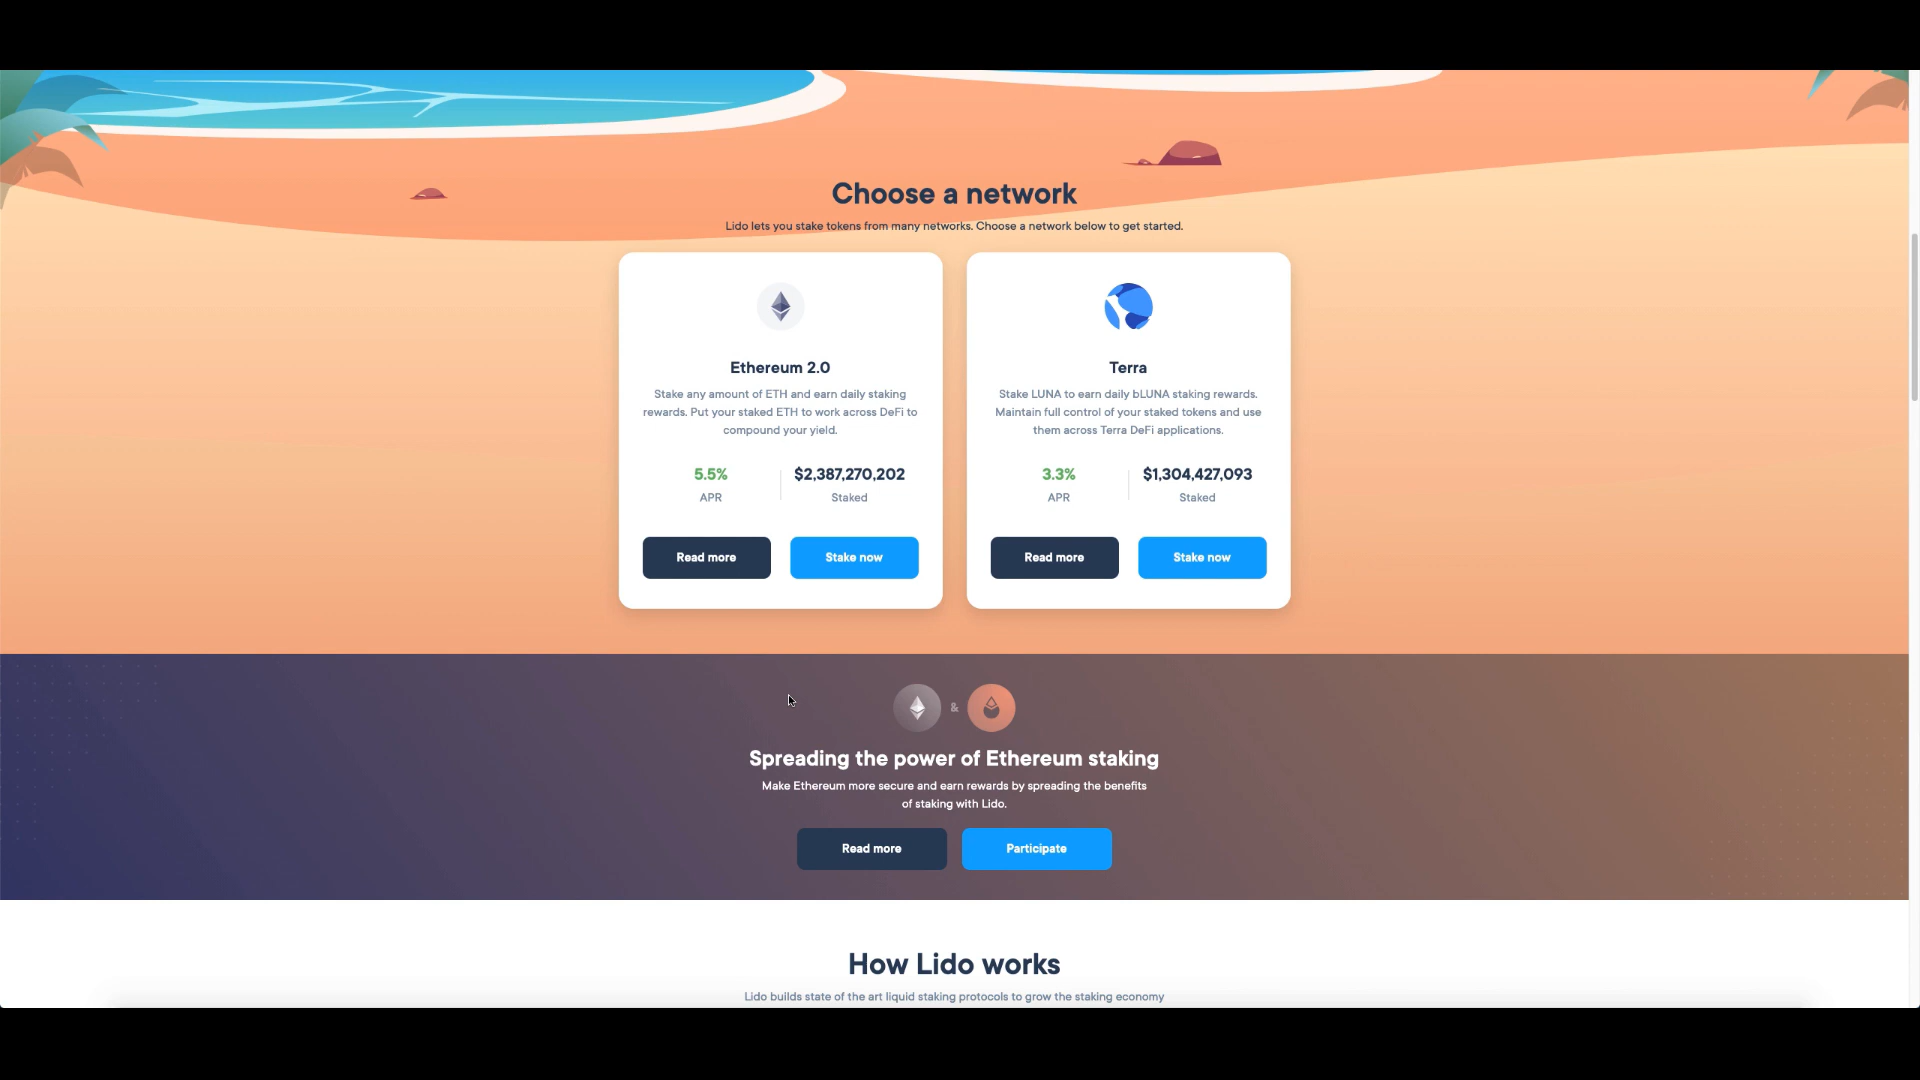 Choose a network
Lido lets you stake tokens from many networks. Choose a network below to get started.
Ethereum 2.0
Stake any amount of ETH and earn daily staking
rewards. Put your staked ETH to work across DeFi to
compound your yield.
5.5%
APR
$2,387,270,202
Staked
Read more
Stake now
Terra
Stake LUNA to earn daily bLUNA staking rewards.
Maintain full control of your staked tokens and use
them across Terra DeFi applications.
3.3%
APR
$1,304,427,093
Staked
Read more
Stake now
&
Spreading the power of Ethereum staking
Make Ethereum more secure and earn rewards by spreading the benefits
of staking with Lido.
Read more
Participate
How Lido works
Lido builds state of the art liquid staking protocols to grow the staking economy